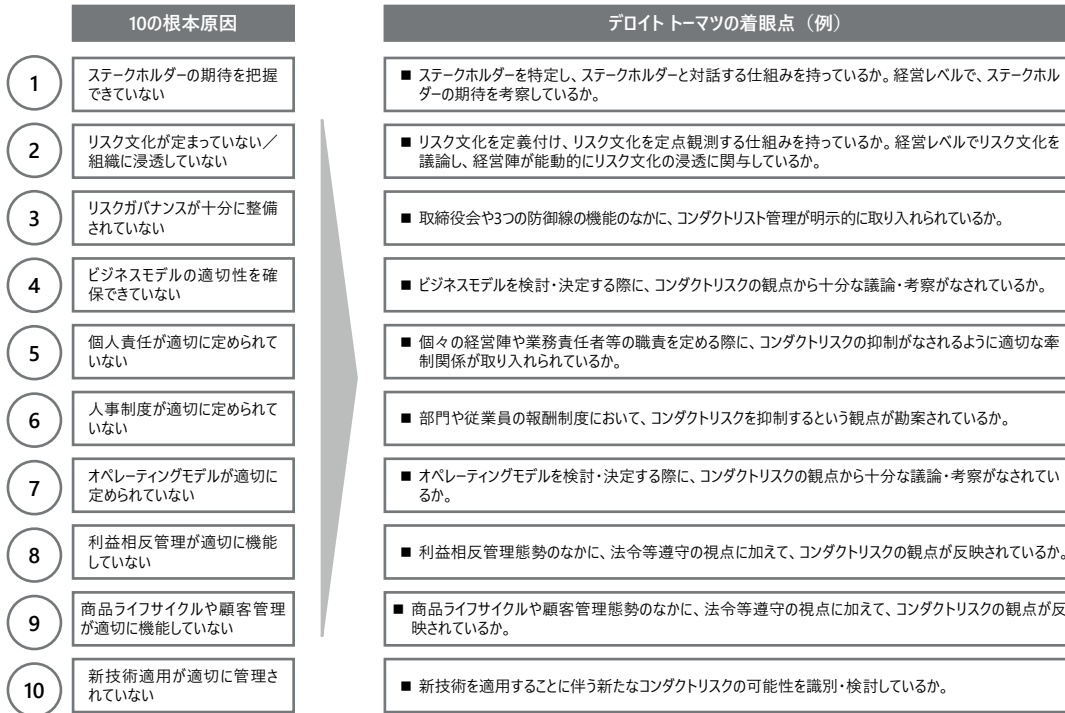 10の根本原因
デロイト トーマツの着眼点（例）
1
ステークホルダーの期待を把握
できていない
■ ステークホルダーを特定し、ステークホルダーと対話する仕組みを持っているか。経営レベルで、ステークホル
ダーの期待を考察しているか。
2
リスク文化が定まっていない／
組織に浸透していない
■ リスク文化を定義付け、リスク文化を定点観測する仕組みを持っているか。経営レベルでリスク文化を
議論し、経営陣が能動的にリスク文化の浸透に関与しているか。
3
リスクガバナンスが十分に整備
されていない
■ 取締役会や3つの防御線の機能のなかに、コンダクトリスト管理が明示的に取り入れられているか。
4
ビジネスモデルの適切性を確
保できていない
■ ビジネスモデルを検討・決定する際に、コンダクトリスクの観点から十分な議論・考察がなされているか。
5
個人責任が適切に定められて
いない
■ 個々の経営陣や業務責任者等の職責を定める際に、コンダクトリスクの抑制がなされるように適切な牽
制関係が取り入れられているか。
6
人事制度が適切に定められて
いない
■ 部門や従業員の報酬制度において、コンダクトリスクを抑制するという観点が勘案されているか。
7
オペレーティングモデルが適切に
定められていない
■ オペレーティングモデルを検討・決定する際に、コンダクトリスクの観点から十分な議論・考察がなされてい
るか。
8
利益相反管理が適切に機能
していない
■ 利益相反管理態勢のなかに、法令等遵守の視点に加えて、コンダクトリスクの観点が反映されているか。
9
商品ライフサイクルや顧客管理
が適切に機能していない
■ 商品ライフサイクルや顧客管理態勢のなかに、法令等遵守の視点に加えて、コンダクトリスクの観点が反
映されているか。
10
新技術適用が適切に管理さ
れていない
■ 新技術を適用することに伴う新たなコンダクトリスクの可能性を識別・検討しているか。